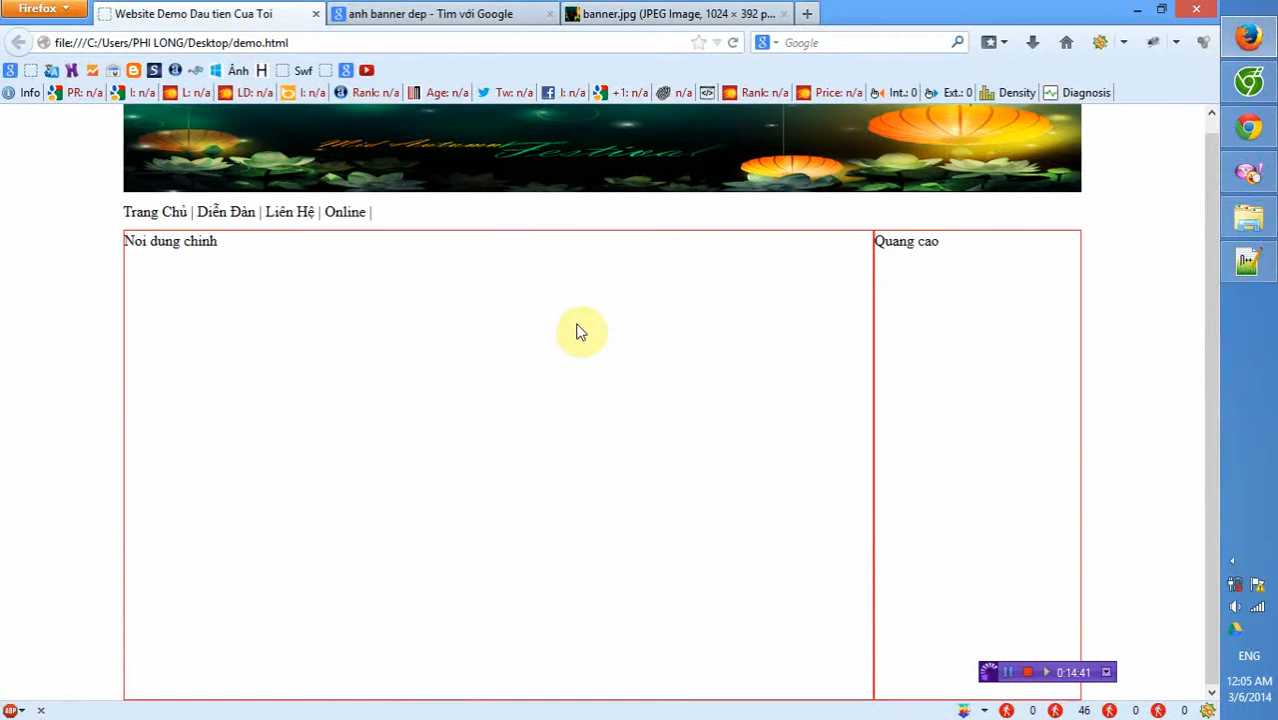 Firefox
Website Demo Dau tien Cua Toi
anh banner dep - Tìm với Google
banner.jpg (JPEG Image, 1024 × 392 p...
file:///C:/Users/PHI LONG/Desktop/demo.html
Google
Ảnh
Swf
Info
PR: n/a
I: n/a
L: n/a
LD: n/a
I: n/a
Rank: n/a
Age: n/a
Tw: n/a
I: n/a
+1: n/a
n/a
Rank: n/a
Price: n/a
Int.: 0
Ext.: 0
Density
Diagnosis
Mid Autumn Festival
Trang Chủ | Diễn Đàn | Liên Hệ | Online |
Noi dung chinh
Quang cao
0:14:41
ENG
12:05 AM
3/6/2014
ABP
0
46
0
0